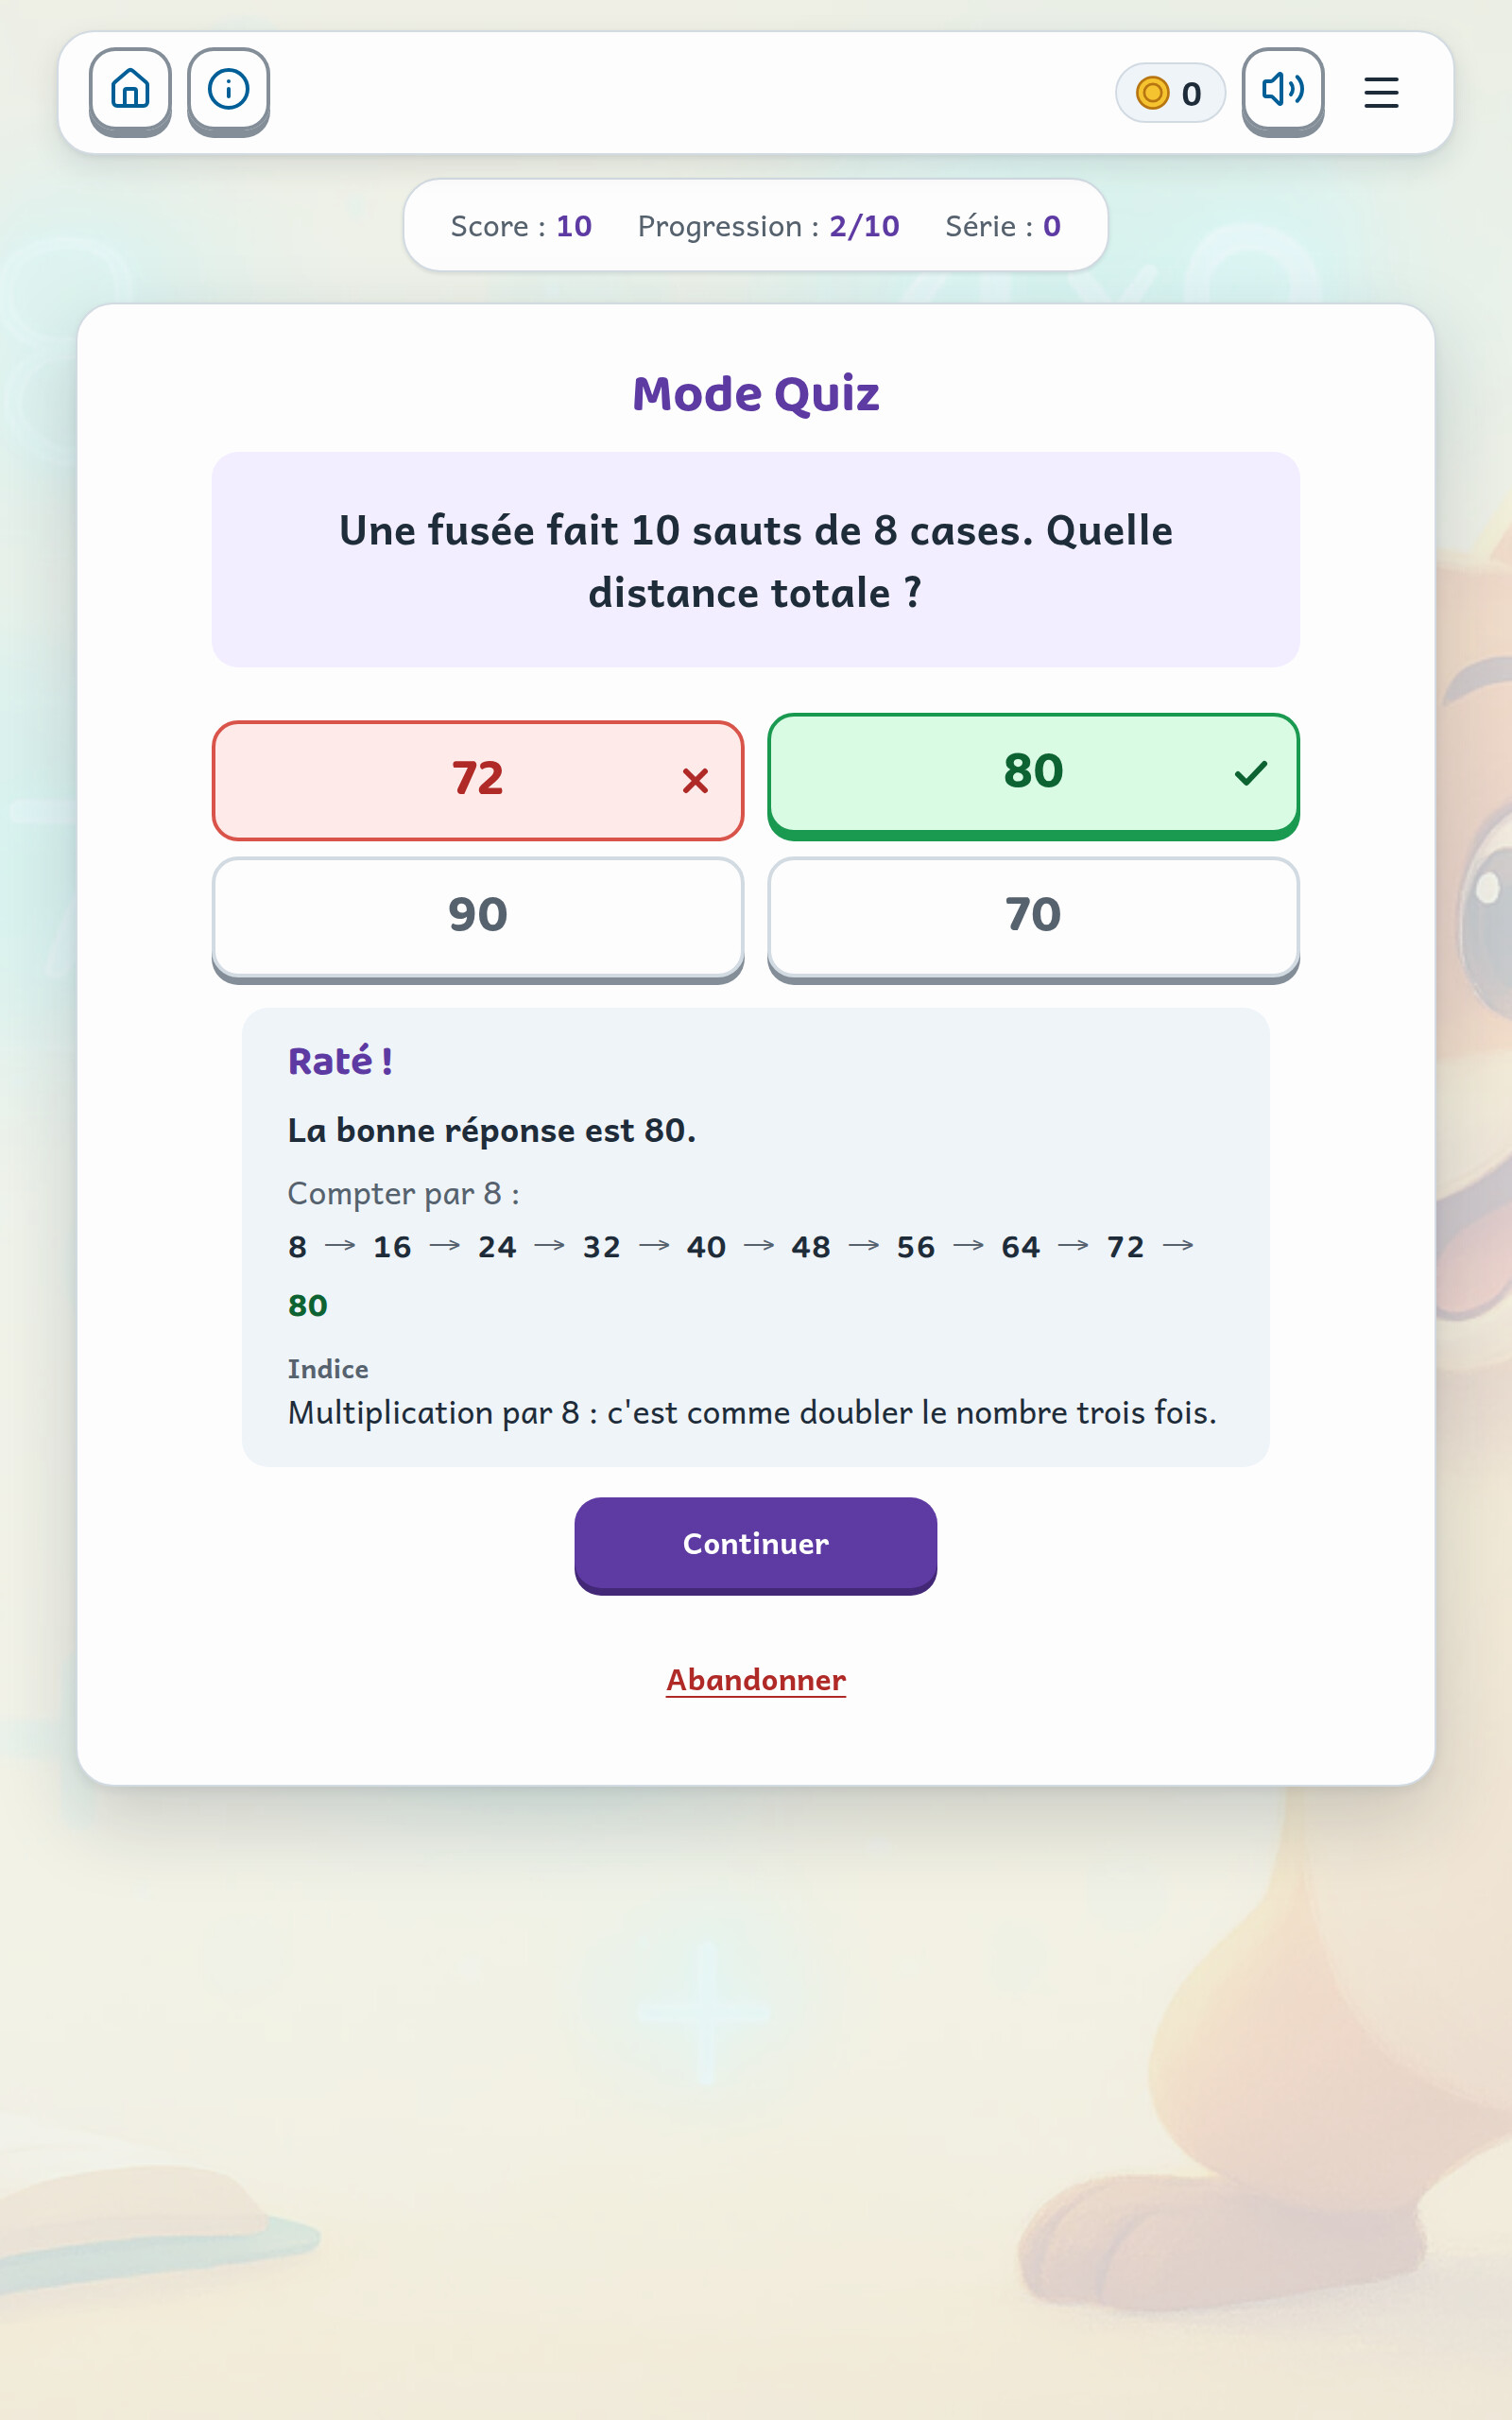 0
Score : 10 Progression : 2/10 Série : 0
Mode Quiz
Une fusée fait 10 sauts de 8 cases. Quelle
distance totale ?
72
80
90
70
Raté !
La bonne réponse est 80.
Compter par 8 :
8 → 16 → 24 → 32 → 40 → 48 → 56 → 64 → 72 →
80
Indice
Multiplication par 8 : c'est comme doubler le nombre trois fois.
Continuer
Abandonner